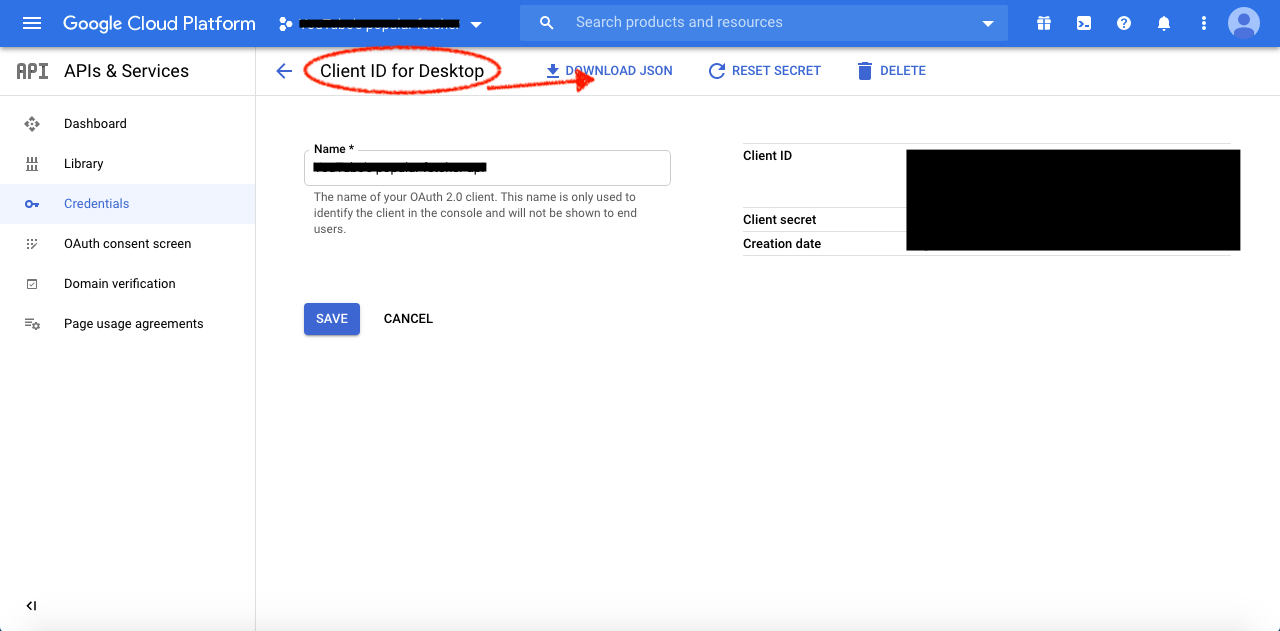 Google Cloud Platform
Search products and resources
API APIs & Services
Client ID for Desktop
DOWNLOAD JSON
RESET SECRET
DELETE
Dashboard
Library
Credentials
OAuth consent screen
Domain verification
Page usage agreements
Name *
The name of your OAuth 2.0 client. This name is only used to
identify the client in the console and will not be shown to end
users.
SAVE
CANCEL
Client ID
Client secret
Creation date